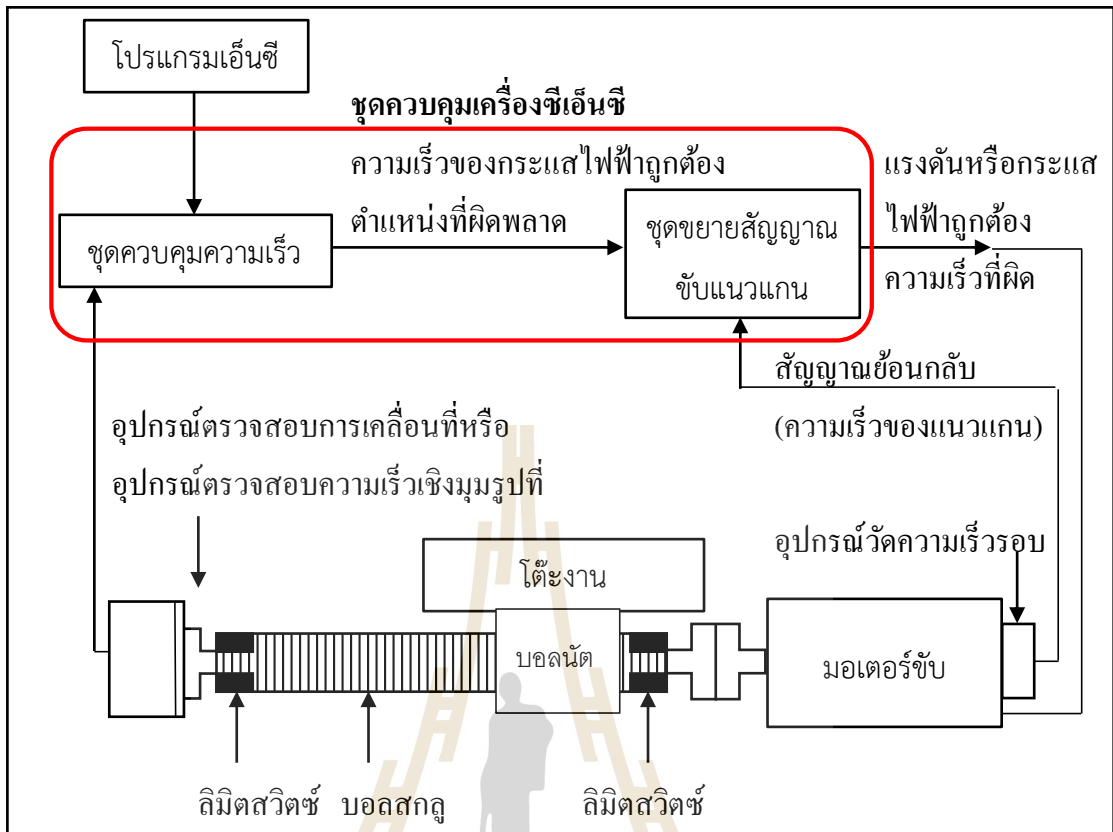 โปรแกรมเอ็นซี
ชุดควบคุมเครื่องซีเอ็นซี
ความเร็วของกระแสไฟฟ้าถูกต้อง
ตำแหน่งที่ผิดพลาด
แรงดันหรือกระแส
ไฟฟ้าถูกต้อง
ความเร็วที่ผิด
ชุดควบคุมความเร็ว
ชุดขยายสัญญาณ
ขับแนวแกน
สัญญาณย้อนกลับ
(ความเร็วของแนวแกน)
อุปกรณ์ตรวจสอบการเคลื่อนที่หรือ
อุปกรณ์ตรวจสอบความเร็วเชิงมุมรูปที่
อุปกรณ์วัดความเร็วรอบ
โต๊ะงาน
บอลนัต
มอเตอร์ขับ
ลิมิตสวิตซ์
บอลสกลู
ลิมิตสวิตซ์